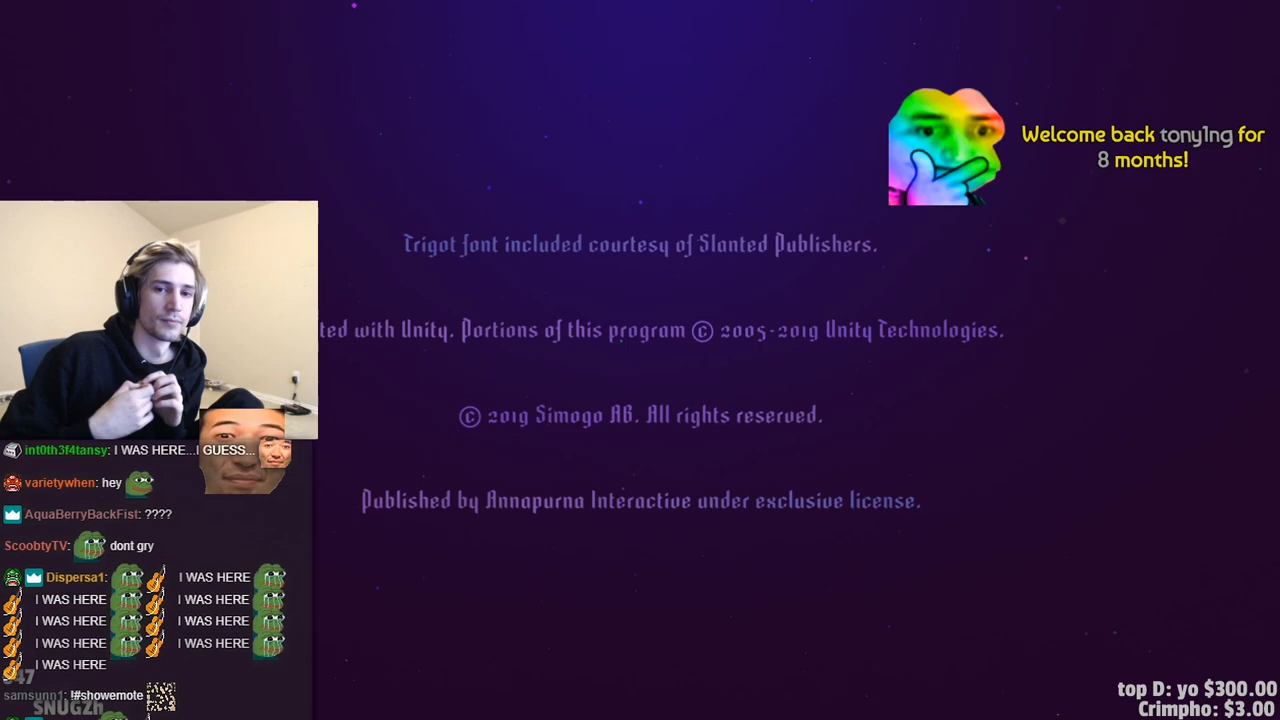 Welcome back tony1ng for
8 months!
Trigot font included courtesy of Slanted Publishers.
ted with Unity. Portions of this program © 2005-2019 Unity Technologies.
© 2019 Simogo AB. All rights reserved.
Published by Annapurna Interactive under exclusive license.
int0th3f4tansy: I WAS HERE...I GUESS...
varietywhen: hey
AquaBerryBackFist: ????
ScoobtyTV: dont gry
Dispersa1: I WAS HERE
I WAS HERE I WAS HERE
I WAS HERE I WAS HERE
I WAS HERE I WAS HERE
I WAS HERE
samsunn1: !#showemote
top D: yo $300.00
Crimpho: $3.00